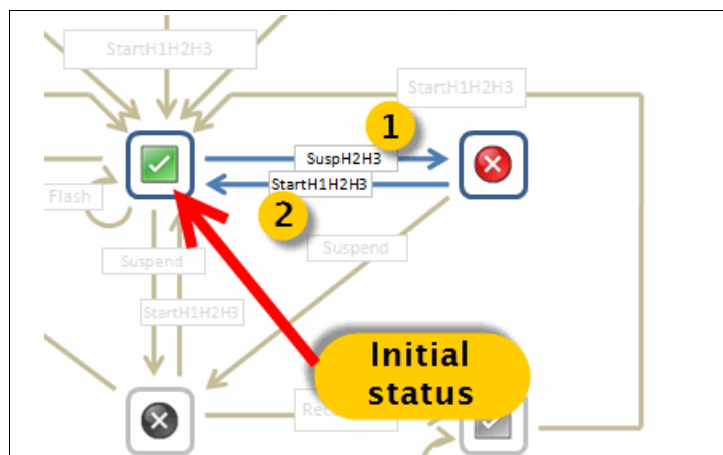 StartH1H2H3
StartH1H2H3
1
SuspH2H3
StartH1H2H3
Flash
2
Suspend
Suspend
StartH1H2H3
Initial
status